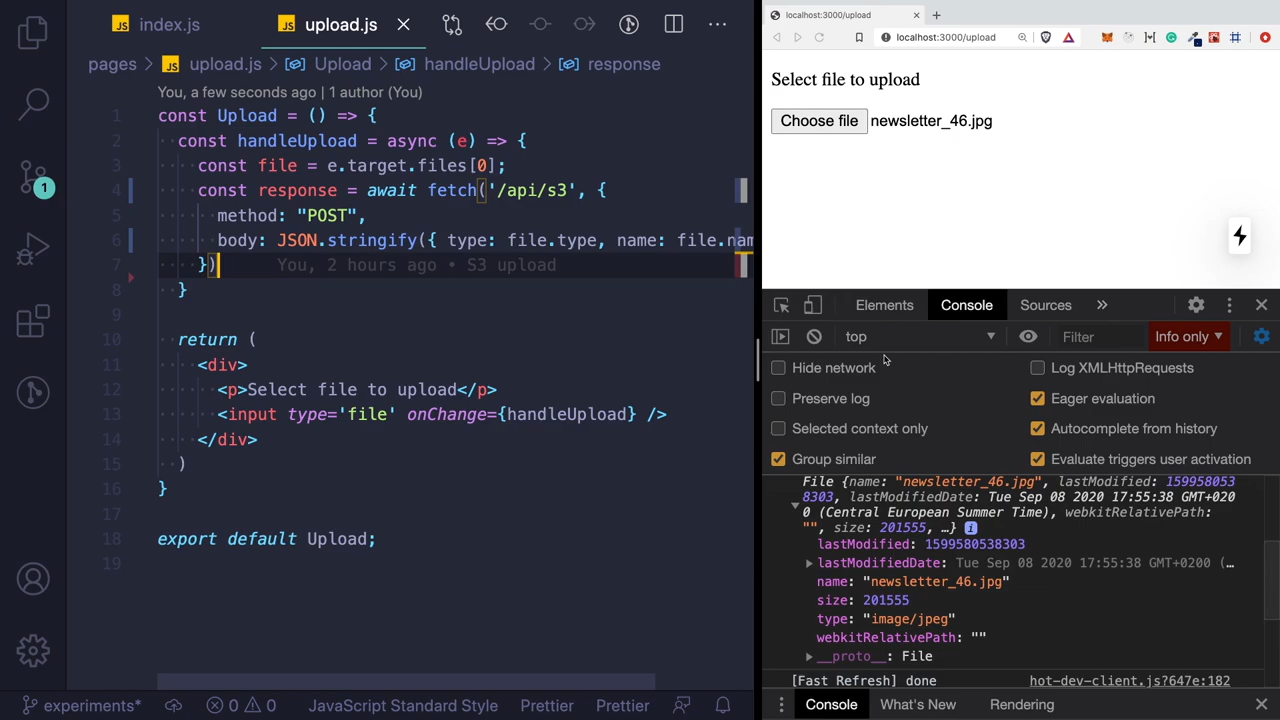 JS index.js
JS upload.js
pages > JS upload.js > Upload > handleUpload > response
You, a few seconds ago | 1 author (You)
1 const Upload = () => {
2 const handleUpload = async (e) => {
3 const file = e.target.files[0];
4 const response = await fetch('/api/s3', {
5 method: "POST",
6 body: JSON.stringify({ type: file.type, name: file.nam
7 }) You, 2 hours ago • S3 upload
8 }
9
10 return (
11 <div>
12 <p>Select file to upload</p>
13 <input type='file' onChange={handleUpload} />
14 </div>
15 )
16 }
17
18 export default Upload;
19
1
experiments* 0 0 JavaScript Standard Style Prettier Prettier
localhost:3000/upload
localhost:3000/upload
Select file to upload
Choose file newsletter_46.jpg
Elements Console Sources »
top Filter Info only
Hide network Log XMLHttpRequests
Preserve log Eager evaluation
Selected context only Autocomplete from history
Group similar Evaluate triggers user activation
File {name: "newsletter_46.jpg", lastModified: 159958053
8303, lastModifiedDate: Tue Sep 08 2020 17:55:38 GMT+020
0 (Central European Summer Time), webkitRelativePath:
"", size: 201555, …} i
lastModified: 1599580538303
lastModifiedDate: Tue Sep 08 2020 17:55:38 GMT+0200 (…
name: "newsletter_46.jpg"
size: 201555
type: "image/jpeg"
webkitRelativePath: ""
__proto__: File
[Fast Refresh] done hot-dev-client.js?647e:182
Console What's New Rendering